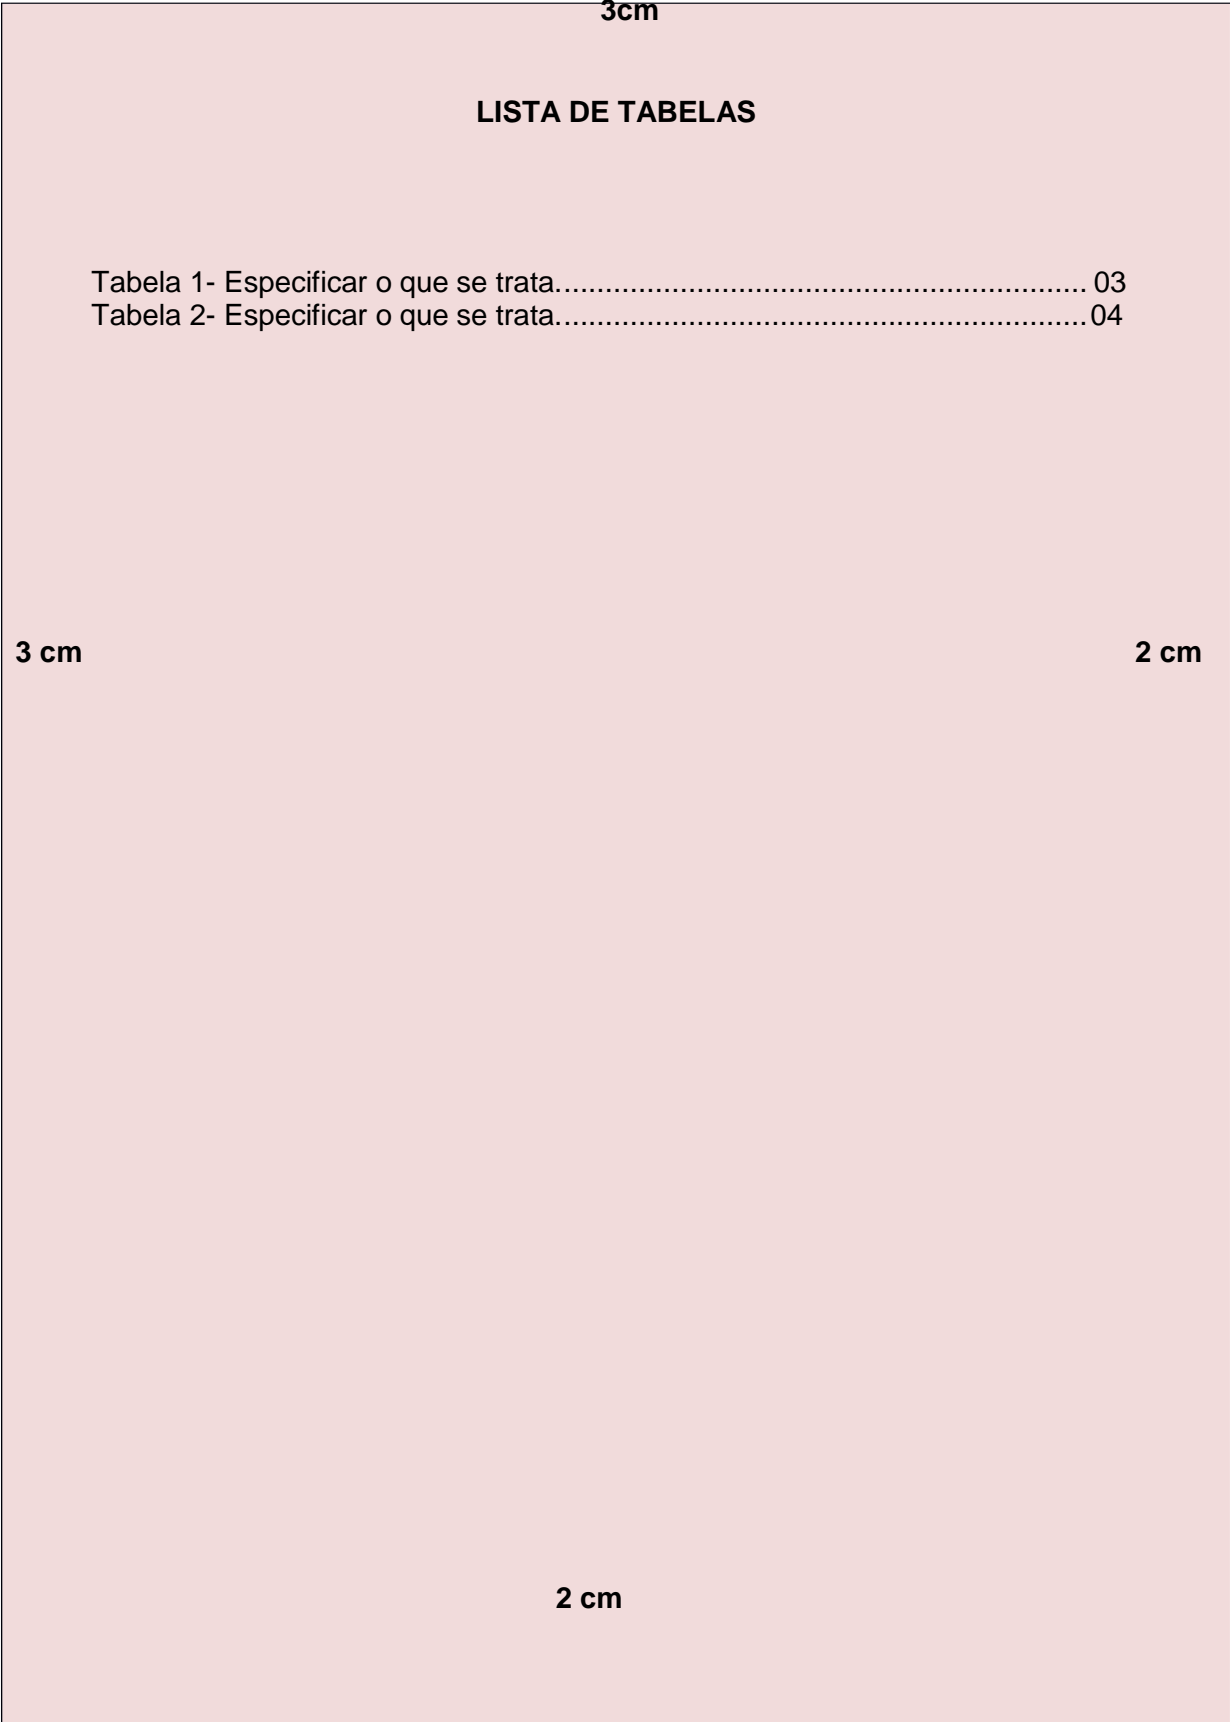 3cm
LISTA DE TABELAS
Tabela 1- Especificar o que se trata................................................................ 03
Tabela 2- Especificar o que se trata................................................................04
3 cm
2 cm
2 cm